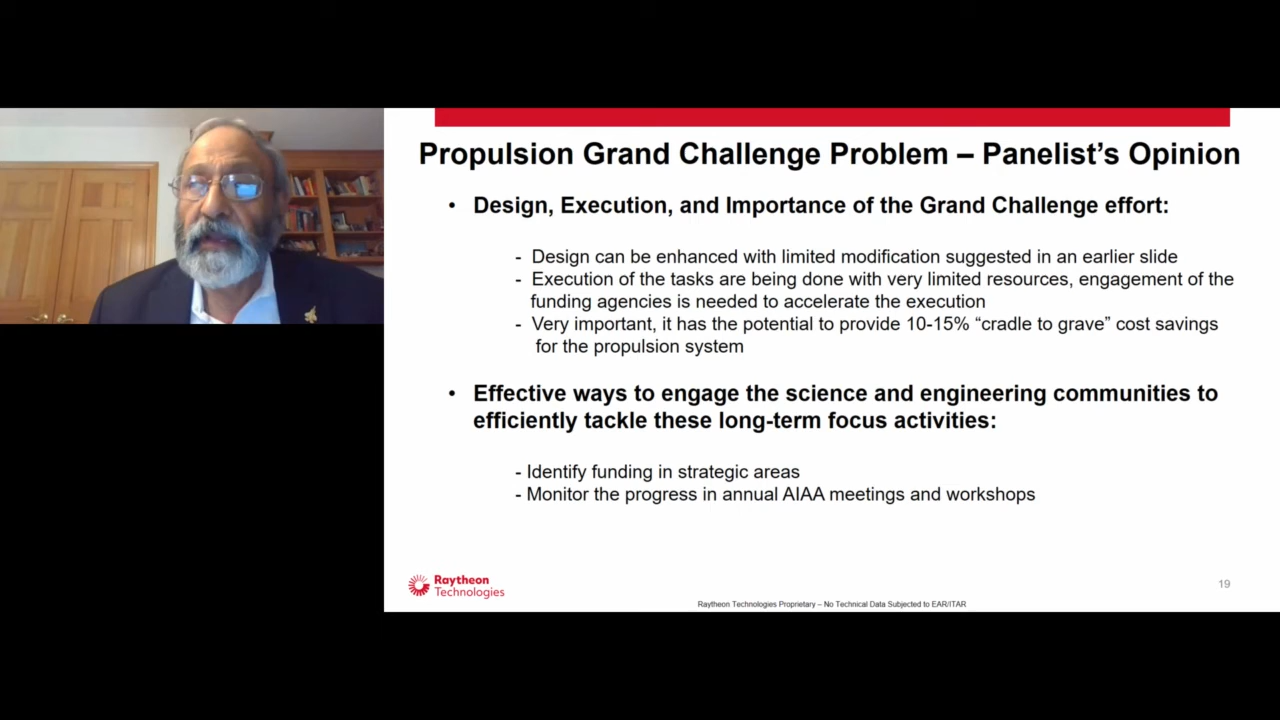 Propulsion Grand Challenge Problem – Panelist’s Opinion
• Design, Execution, and Importance of the Grand Challenge effort:
- Design can be enhanced with limited modification suggested in an earlier slide
- Execution of the tasks are being done with very limited resources, engagement of the
funding agencies is needed to accelerate the execution
- Very important, it has the potential to provide 10-15% “cradle to grave” cost savings
for the propulsion system
• Effective ways to engage the science and engineering communities to
efficiently tackle these long-term focus activities:
- Identify funding in strategic areas
- Monitor the progress in annual AIAA meetings and workshops
Raytheon
Technologies
19
Raytheon Technologies Proprietary – No Technical Data Subjected to EAR/ITAR